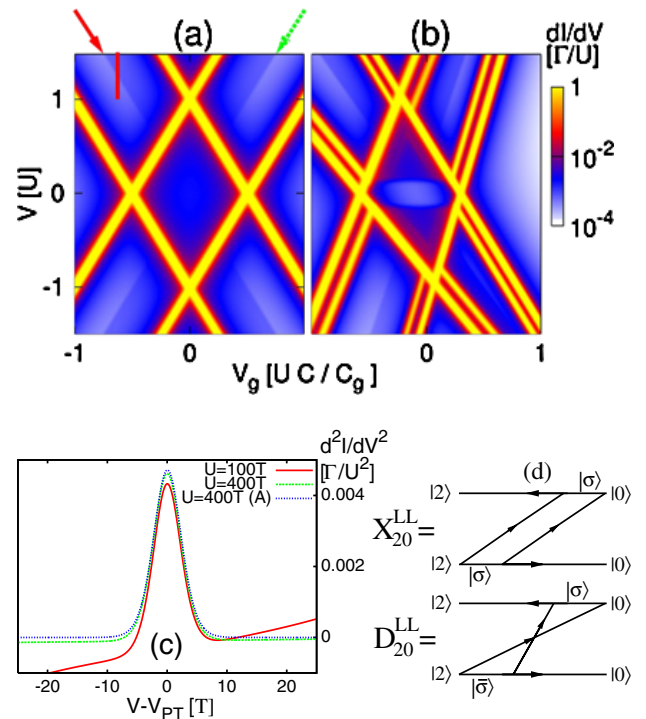 (a) (b) dI/dV
[Γ/U]
V [U]
1
0
-1
1
10^-2
10^-4
-1 0 0 1
V_g [ U C / C_g ]
d²I/dV²
[Γ/U²]
U=100T
U=400T
U=400T (A)
0.004
0.002
0
(c)
-20 -10 0 10 20
V-V_PT [T]
(d)
|2⟩ |σ⟩ |0⟩
X_20^LL =
|2⟩ |σ⟩ |0⟩
|2⟩ |σ⟩ |0⟩
D_20^LL =
|2⟩ |σ̄⟩ |0⟩